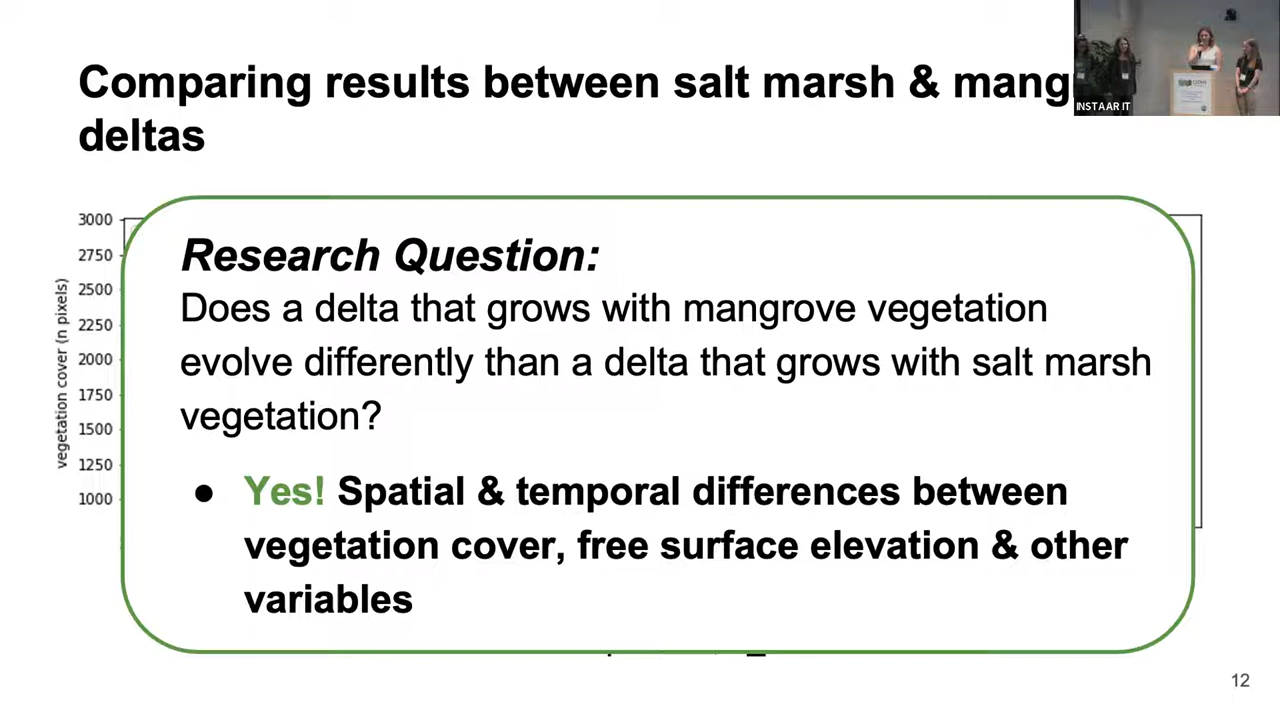 Comparing results between salt marsh & mang
deltas
INSTAAR IT
3000
2750
2500
2250
2000
1750
1500
1250
1000
vegetation cover (n pixels)
Research Question:
Does a delta that grows with mangrove vegetation
evolve differently than a delta that grows with salt marsh
vegetation?
● Yes! Spatial & temporal differences between
vegetation cover, free surface elevation & other
variables
12